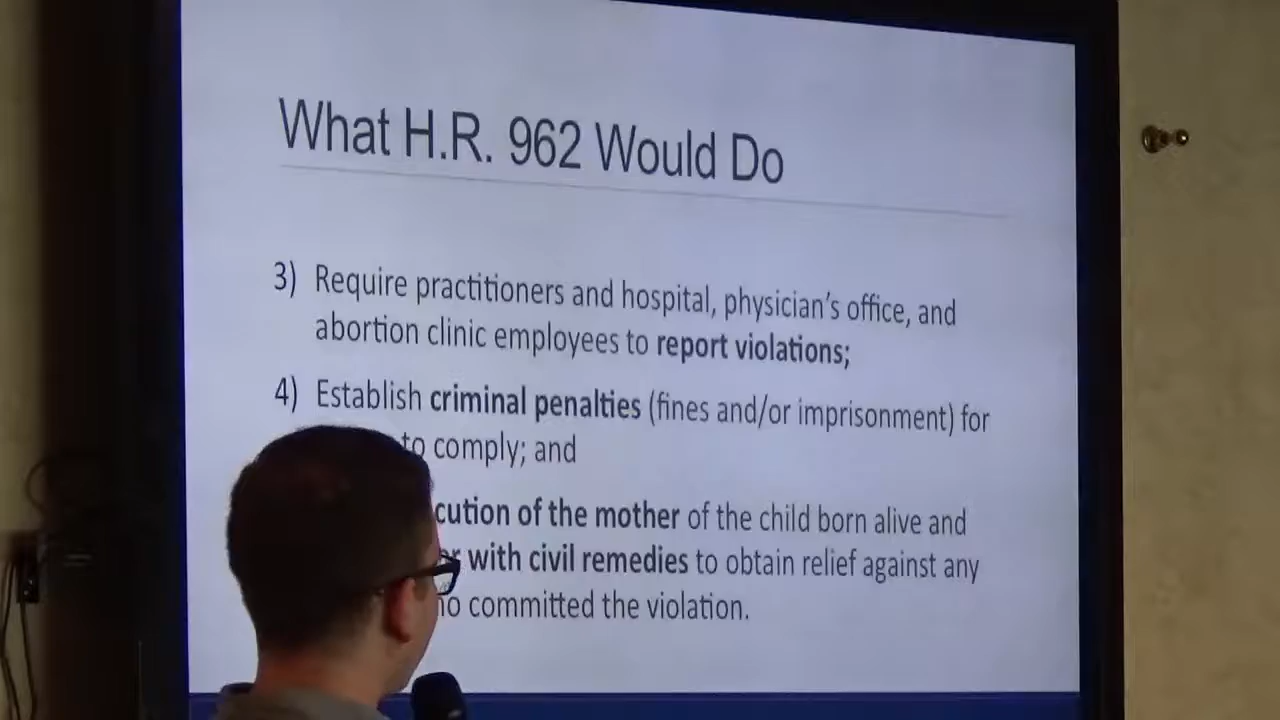 What H.R. 962 Would Do
3) Require practitioners and hospital, physician's office, and
abortion clinic employees to report violations;
4) Establish criminal penalties (fines and/or imprisonment) for
to comply; and
of the mother of the child born alive and
with civil remedies to obtain relief against any
committed the violation.